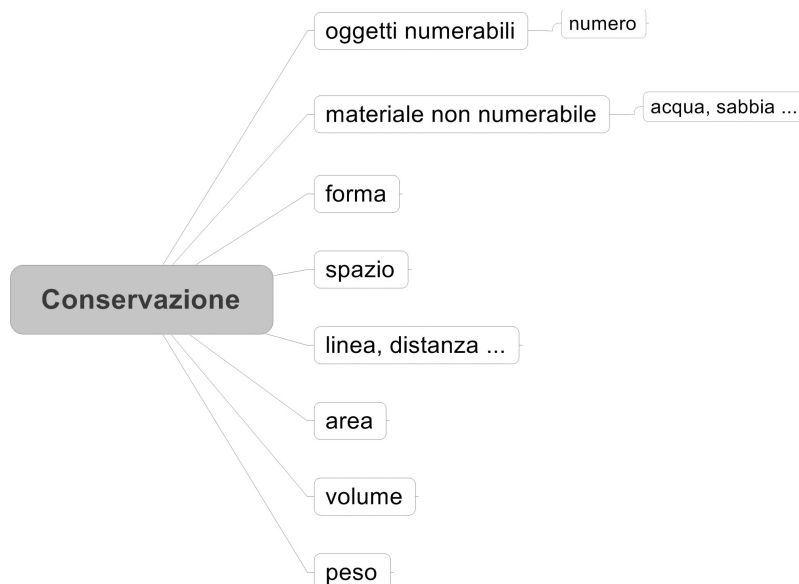 oggetti numerabili
numero
materiale non numerabile
acqua, sabbia ...
forma
spazio
Conservazione
linea, distanza ...
area
volume
peso